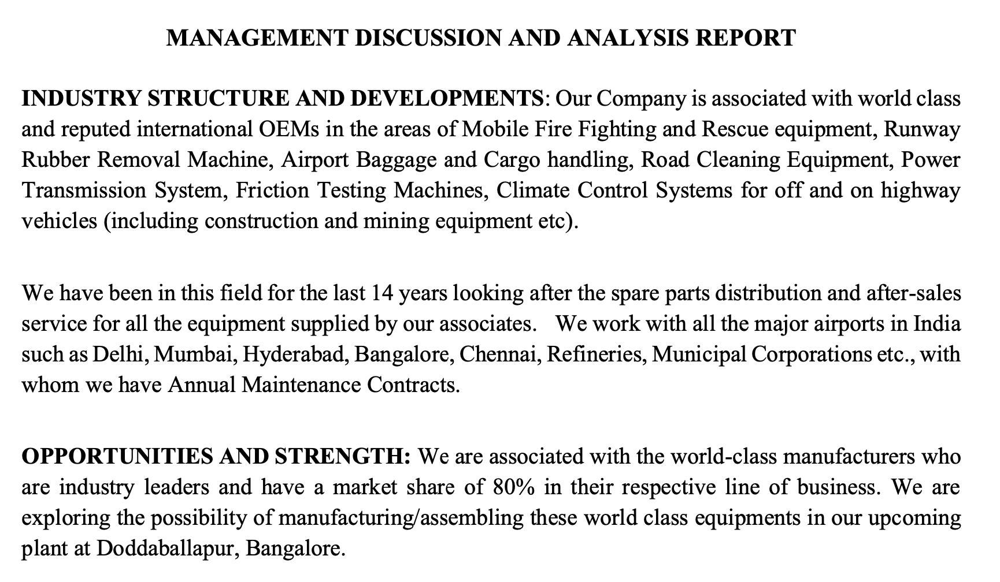 MANAGEMENT DISCUSSION AND ANALYSIS REPORT
INDUSTRY STRUCTURE AND DEVELOPMENTS: Our Company is associated with world class
and reputed international OEMs in the areas of Mobile Fire Fighting and Rescue equipment, Runway
Rubber Removal Machine, Airport Baggage and Cargo handling, Road Cleaning Equipment, Power
Transmission System, Friction Testing Machines, Climate Control Systems for off and on highway
vehicles (including construction and mining equipment etc).
We have been in this field for the last 14 years looking after the spare parts distribution and after-sales
service for all the equipment supplied by our associates.   We work with all the major airports in India
such as Delhi, Mumbai, Hyderabad, Bangalore, Chennai, Refineries, Municipal Corporations etc., with
whom we have Annual Maintenance Contracts.
OPPORTUNITIES AND STRENGTH: We are associated with the world-class manufacturers who
are industry leaders and have a market share of 80% in their respective line of business. We are
exploring the possibility of manufacturing/assembling these world class equipments in our upcoming
plant at Doddaballapur, Bangalore.